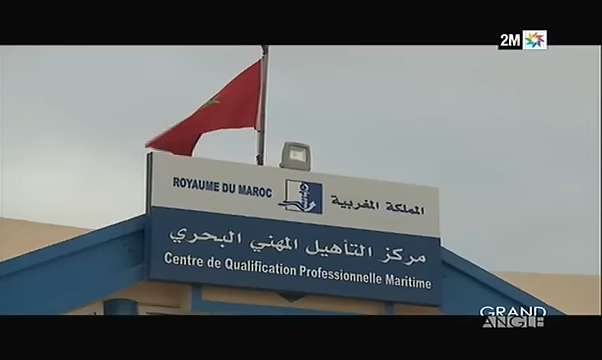 2M
ROYAUME DU MAROC
المملكة المغربية
مركز التأهيل المهني البحري
Centre de Qualification Professionnelle Maritime
GRAND
ANGLE